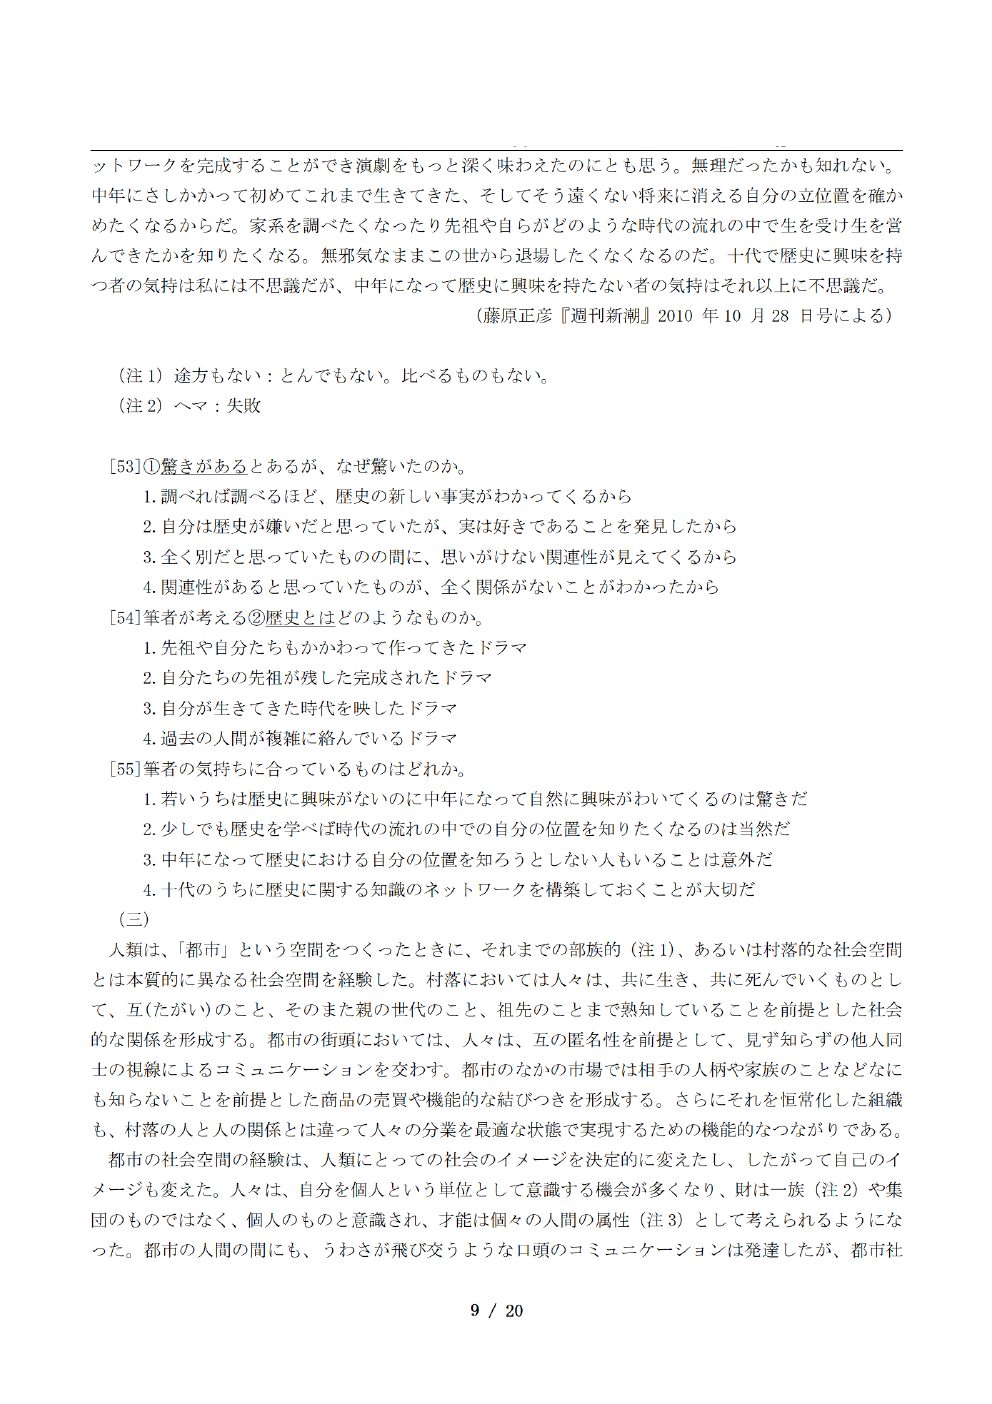 ットワークを完成することができ演劇をもっと深く味わえたのにとも思う。無理だったかも知れない。
中年にさしかかって初めてこれまで生きてきた、そしてそう遠くない将来に消える自分の立位置を確か
めたくなるからだ。家系を調べたくなったり先祖や自らがどのような時代の流れの中で生を受け生を営
んできたかを知りたくなる。無邪気なままこの世から退場したくなくなるのだ。十代で歴史に興味を持
つ者の気持は私には不思議だが、中年になって歴史に興味を持たない者の気持はそれ以上に不思議だ。
（藤原正彦『週刊新潮』2010 年10 月28 日号による）
（注1）途方もない：とんでもない。比べるものもない。
（注2）ヘマ：失敗
[53]①驚きがあるとあるが、なぜ驚いたのか。
1.調べれば調べるほど、歴史の新しい事実がわかってくるから
2.自分は歴史が嫌いだと思っていたが、実は好きであることを発見したから
3.全く別だと思っていたものの間に、思いがけない関連性が見えてくるから
4.関連性があると思っていたものが、全く関係がないことがわかったから
[54]筆者が考える②歴史とはどのようなものか。
1.先祖や自分たちもかかわって作ってきたドラマ
2.自分たちの先祖が残した完成されたドラマ
3.自分が生きてきた時代を映したドラマ
4.過去の人間が複雑に絡んでいるドラマ
[55]筆者の気持ちに合っているものはどれか。
1.若いうちは歴史に興味がないのに中年になって自然に興味がわいてくるのは驚きだ
2.少しでも歴史を学べば時代の流れの中での自分の位置を知りたくなるのは当然だ
3.中年になって歴史における自分の位置を知ろうとしない人もいることは意外だ
4.十代のうちに歴史に関する知識のネットワークを構築しておくことが大切だ
（三）
人類は、「都市」という空間をつくったときに、それまでの部族的（注1）、あるいは村落的な社会空間
とは本質的に異なる社会空間を経験した。村落においては人々は、共に生き、共に死んでいくものとし
て、互(たがい)のこと、そのまた親の世代のこと、祖先のことまで熟知していることを前提とした社会
的な関係を形成する。都市の街頭においては、人々は、互の匿名性を前提として、見ず知らずの他人同
士の視線によるコミュニケーションを交わす。都市のなかの市場では相手の人柄や家族のことなどなに
も知らないことを前提とした商品の売買や機能的な結びつきを形成する。さらにそれを恒常化した組織
も、村落の人と人の関係とは違って人々の分業を最適な状態で実現するための機能的なつながりである。
都市の社会空間の経験は、人類にとっての社会のイメージを決定的に変えたし、したがって自己のイ
メージも変えた。人々は、自分を個人という単位として意識する機会が多くなり、財は一族（注2）や集
団のものではなく、個人のものと意識され、才能は個々の人間の属性（注3）として考えられるようにな
った。都市の人間の間にも、うわさが飛び交うような口頭のコミュニケーションは発達したが、都市社
9 / 20